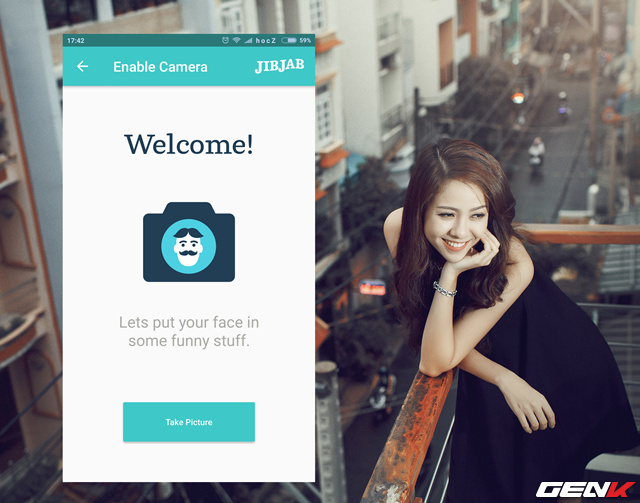 17:42
hocZ
59%
Enable Camera
JIBJAB
Welcome!
Lets put your face in
some funny stuff.
Take Picture
GENK